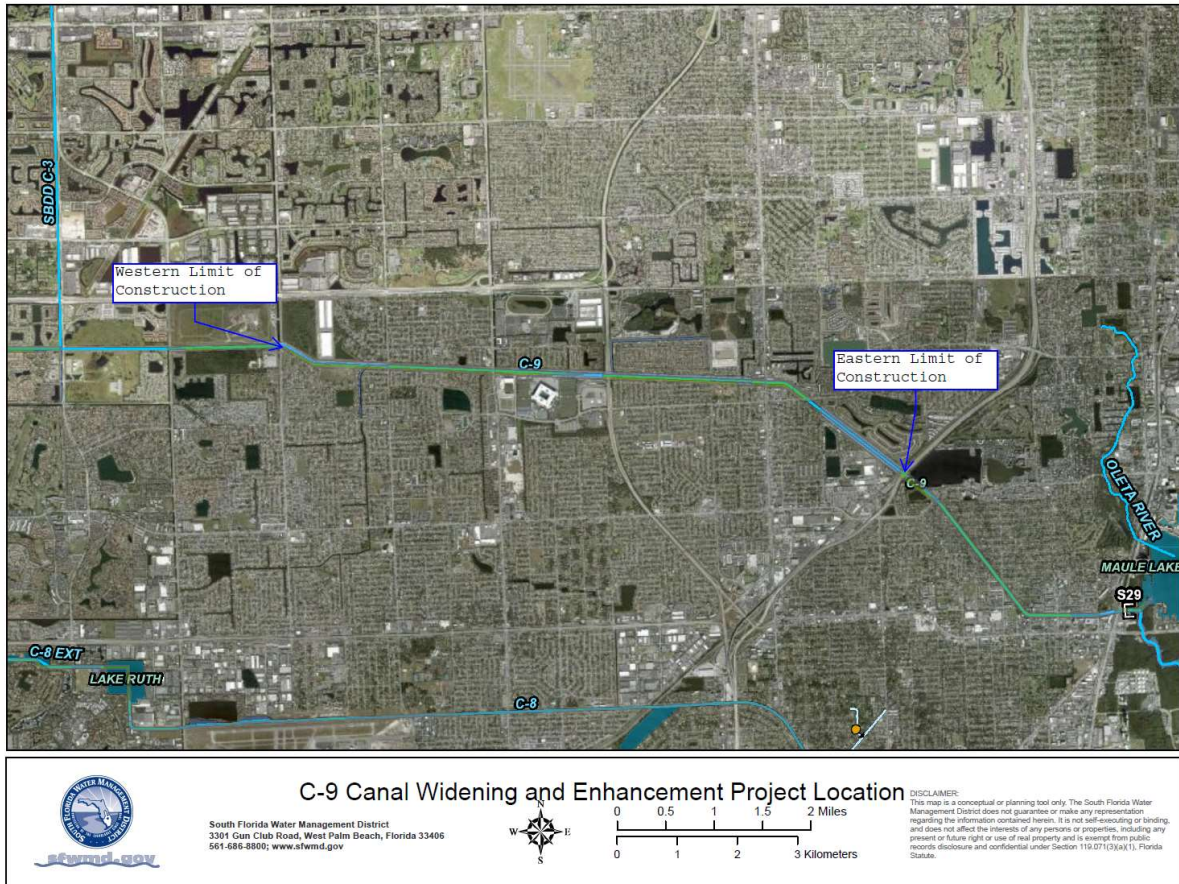 SBDD C-3
Western Limit of
Construction
C-9
Eastern Limit of
Construction
C-9
OLETA RIVER
MAULE LAKE
S29
C-8 EXT
LAKE RUTH
C-8
SOUTH FLORIDA WATER MANAGEMENT DISTRICT
sfwmd.gov
C-9 Canal Widening and Enhancement Project Location
South Florida Water Management District
3301 Gun Club Road, West Palm Beach, Florida 33406
561-686-8800; www.sfwmd.gov
N
W E
S
0 0.5 1 1.5 2 Miles
0 1 2 3 Kilometers
DISCLAIMER:
This map is a conceptual or planning tool only. The South Florida Water
Management District does not guarantee or make any representation
regarding the information contained herein. It is not self-executing or binding,
and does not affect the interests of any persons or properties, including any
present or future right or use of real property and is exempt from public
records disclosure and confidential under Section 119.071(3)(a)(1), Florida
Statute.